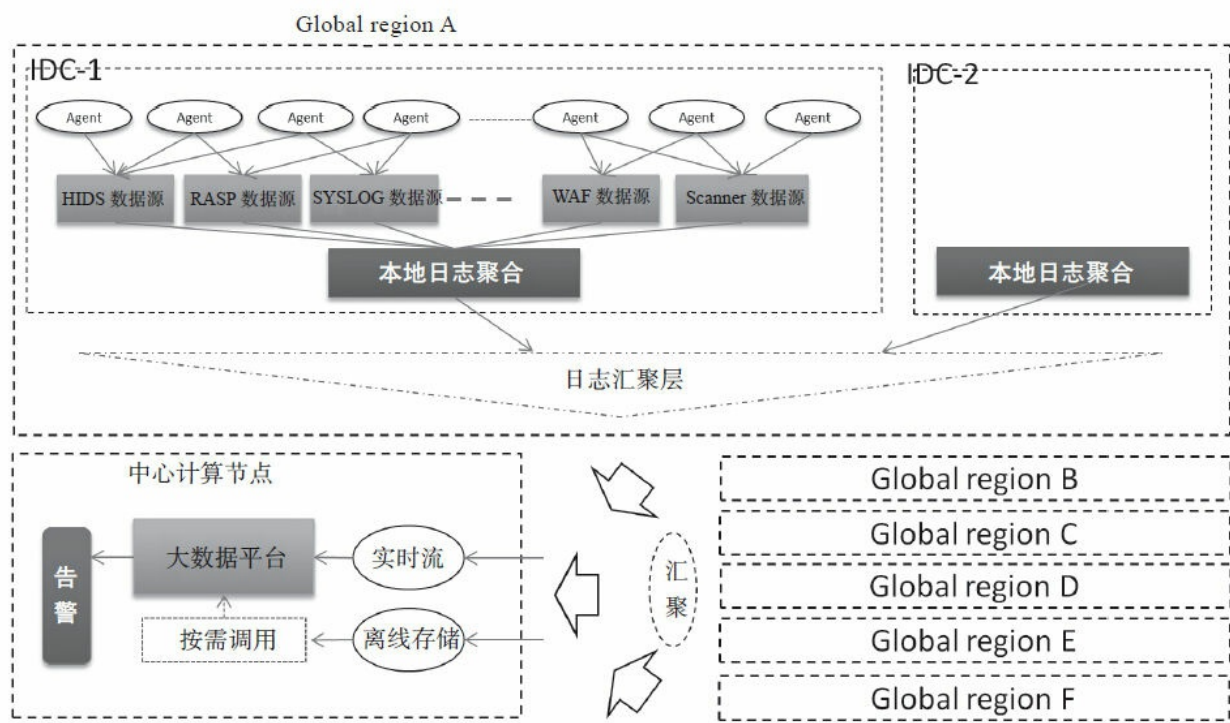 Global region A
IDC-1
IDC-2
Agent
Agent
Agent
Agent
Agent
Agent
Agent
HIDS 数据源
RASP 数据源
SYSLOG 数据源
WAF 数据源
Scanner 数据源
本地日志聚合
本地日志聚合
日志汇聚层
中心计算节点
告
警
大数据平台
实时流
按需调用
离线存储
汇
聚
Global region B
Global region C
Global region D
Global region E
Global region F